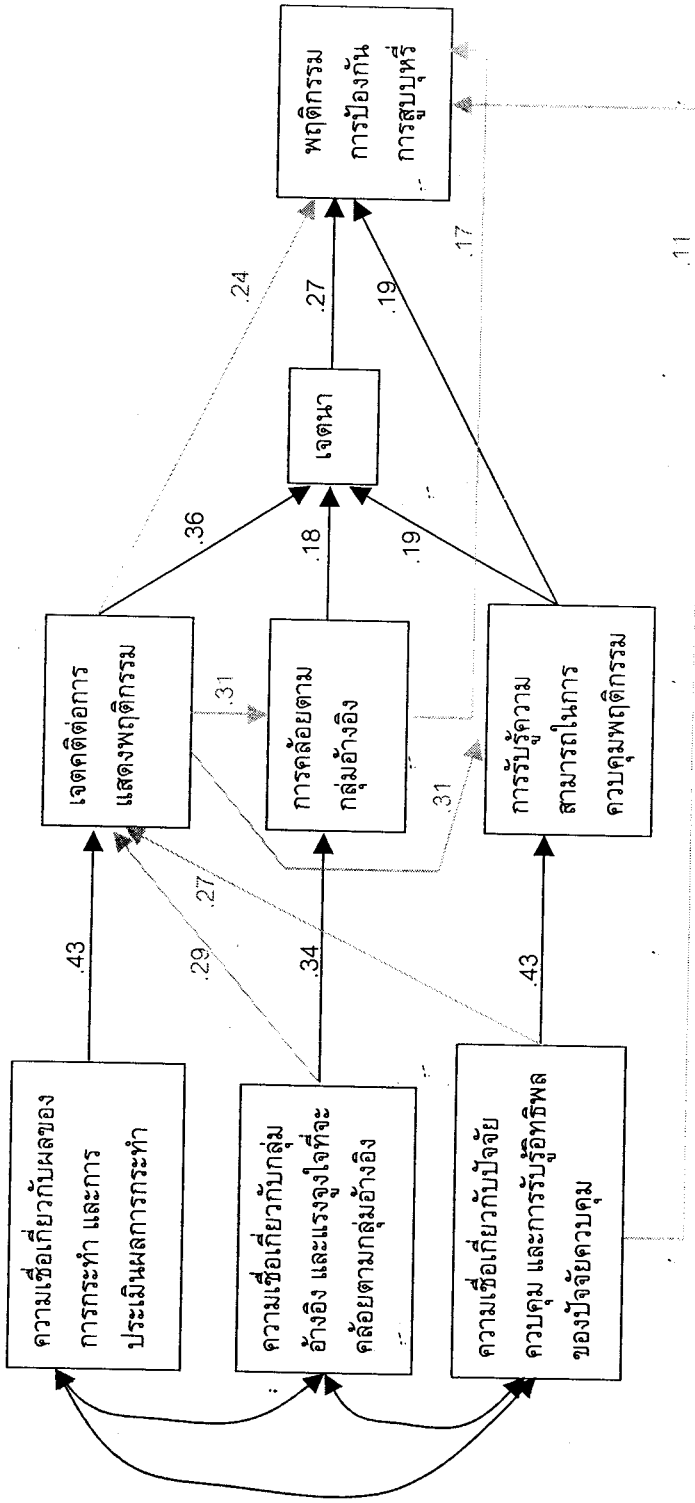 ความเชื่อเกี่ยวกับผลของ
การกระทำ และการ
ประเมินผลการกระทำ
.43
เจตคติต่อการ
แสดงพฤติกรรม
.24
.36
.31
.29
.27
ความเชื่อเกี่ยวกับกลุ่ม
อ้างอิง และแรงจูงใจที่จะ
คล้อยตามกลุ่มอ้างอิง
.34
การคล้อยตาม
กลุ่มอ้างอิง
.18
เจตนา
.27
พฤติกรรม
การป้องกัน
การสูบบุหรี่
.31
.19
.19
.17
ความเชื่อเกี่ยวกับปัจจัย
ควบคุม และการรับรู้อิทธิพล
ของปัจจัยควบคุม
.43
การรับรู้ความ
สามารถในการ
ควบคุมพฤติกรรม
.11